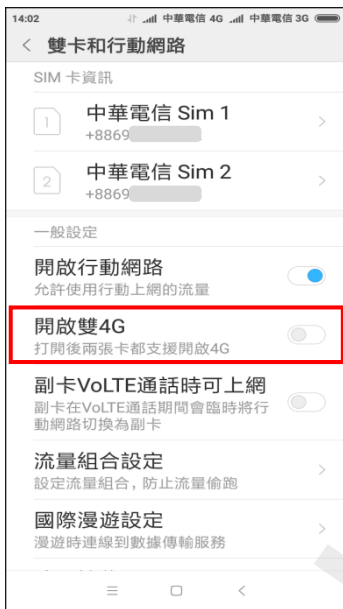 14:02 中華電信 4G 中華電信 3G
雙卡和行動網路
SIM 卡資訊
1
中華電信 Sim 1
+8869
2
中華電信 Sim 2
+8869
一般設定
開啟行動網路
允許使用行動上網的流量
開啟雙4G
打開後兩張卡都支援開啟4G
副卡VoLTE通話時可上網
副卡在VoLTE通話期間會臨時將行
動網路切換為副卡
流量組合設定
設定流量組合，防止流量偷跑
國際漫遊設定
漫遊時連線到數據傳輸服務